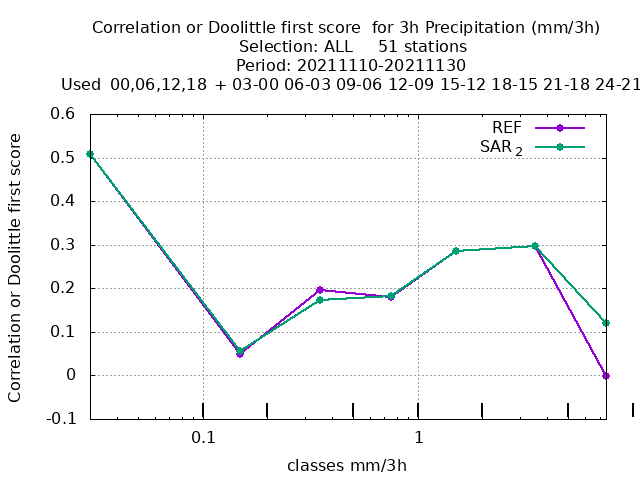 Correlation or Doolittle first score  for 3h Precipitation (mm/3h)
Selection: ALL     51 stations
Period: 20211110-20211130
Used  00,06,12,18  + 03-00 06-03 09-06 12-09 15-12 18-15 21-18 24-21
REF
SAR 2
0.6
0.5
0.4
0.3
0.2
0.1
0
-0.1
Correlation or Doolittle first score
0.1 1
classes mm/3h